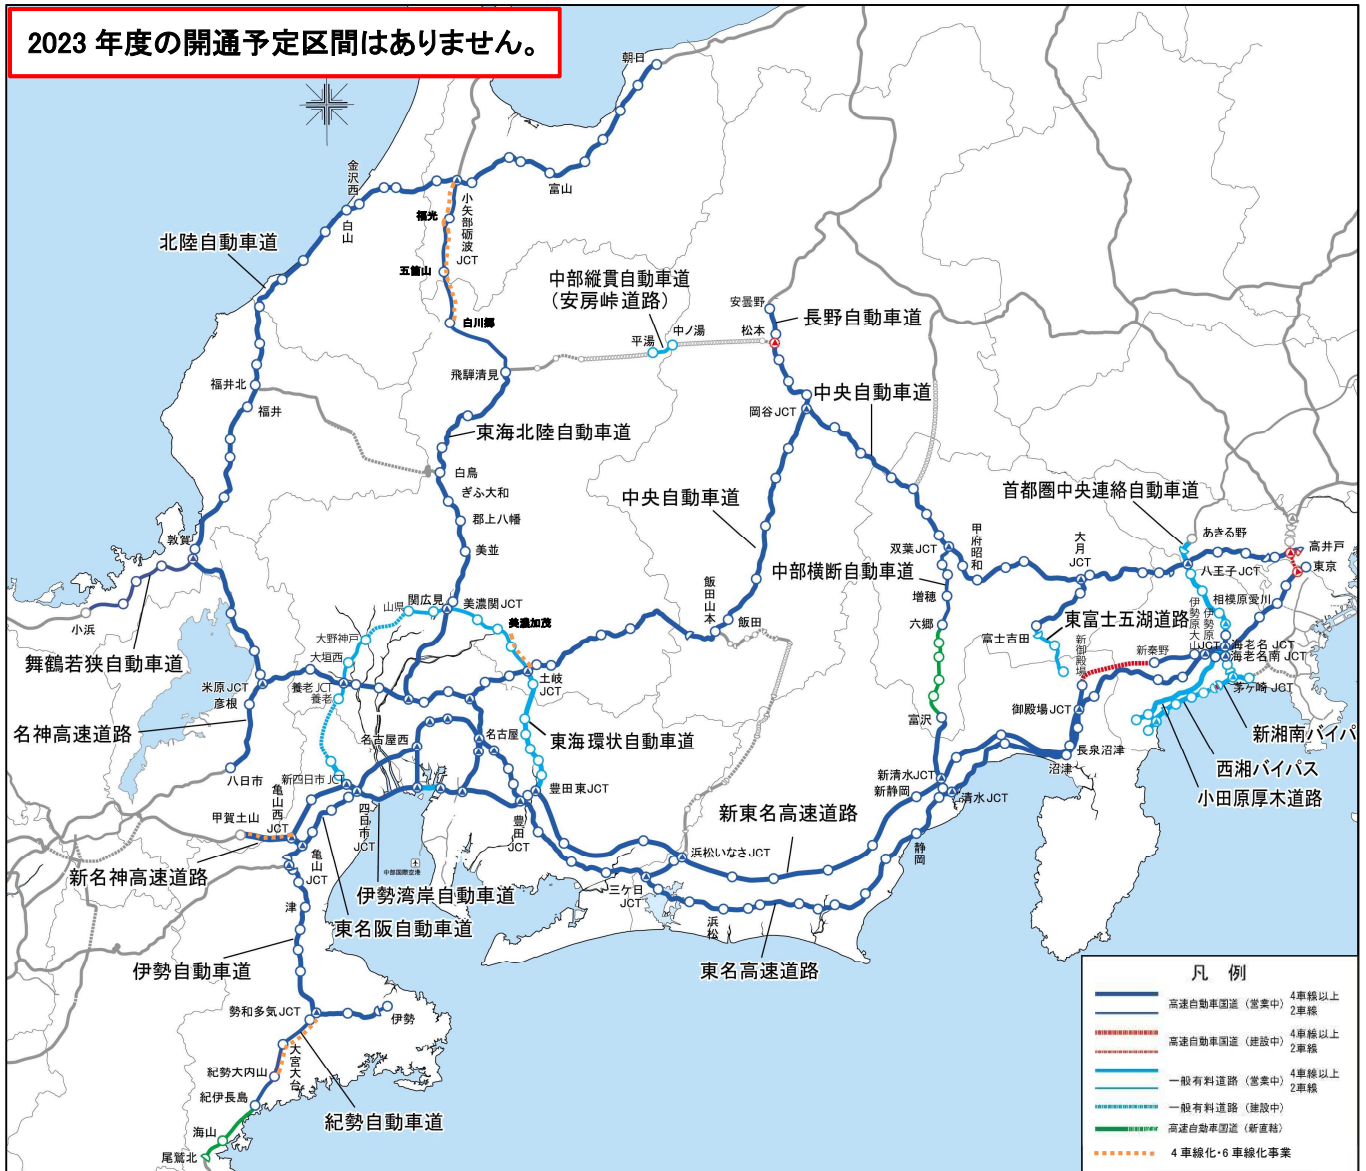 2023 年度の開通予定区間はありません。
朝日
金沢西
白山
小矢部砺波JCT
富山
福光
五箇山
白川郷
北陸自動車道
中部縦貫自動車道
(安房峠道路)
安曇野
長野自動車道
平湯
中ノ湯
松本
飛騨清見
福井北
福井
岡谷JCT
中央自動車道
東海北陸自動車道
白鳥
ぎふ大和
郡上八幡
美並
中央自動車道
首都圏中央連絡自動車道
あきる野
高井戸
東京
敦賀
双葉JCT
甲府昭和
大月JCT
八王子JCT
中部横断自動車道
増穂
六郷
相模原愛川
小浜
舞鶴若狭自動車道
山県
関広見
美濃関JCT
美濃加茂
飯田山本
飯田
東富士五湖道路
富士吉田
新御殿場
伊勢原大山
伊勢原JCT
海老名JCT
海老名南JCT
新秦野
大野神戸
大垣西
養老JCT
養老
米原JCT
彦根
土岐JCT
富沢
御殿場JCT
茅ヶ崎JCT
名神高速道路
名古屋西
名古屋
東海環状自動車道
新湘南バイパ
長泉沼津
沼津
西湘バイパス
小田原厚木道路
八日市
新四日市JCT
豊田東JCT
新清水JCT
新静岡
清水JCT
亀山西JCT
甲賀土山
四日市JCT
豊田JCT
新東名高速道路
静岡
浜松いなさJCT
新名神高速道路
亀山JCT
中部国際空港
伊勢湾岸自動車道
三ケ日JCT
津
東名阪自動車道
浜松
伊勢自動車道
東名高速道路
勢和多気JCT
伊勢
大宮大台
紀勢大内山
紀伊長島
紀勢自動車道
海山
尾鷲北
凡 例
高速自動車国道(営業中) 4車線以上
2車線
高速自動車国道(建設中) 4車線以上
2車線
一般有料道路(営業中) 4車線以上
2車線
一般有料道路(建設中)
高速自動車国道(新直轄)
4車線化・6車線化事業